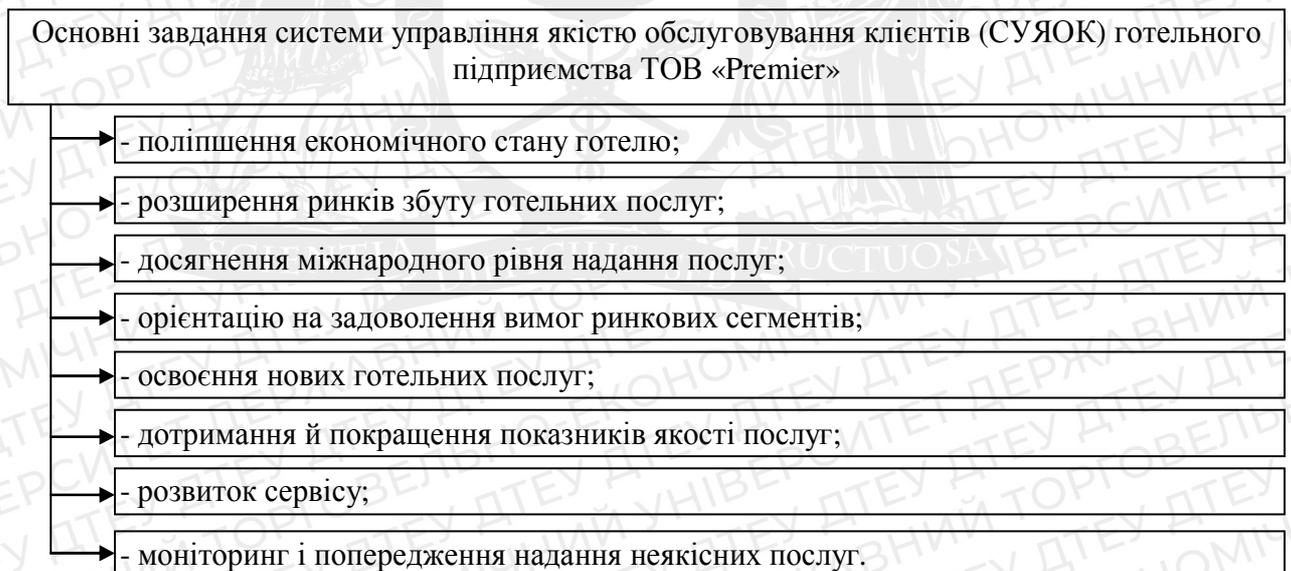 Основні завдання системи управління якістю обслуговування клієнтів (СУЯОК) готельного
підприємства ТОВ «Premier»
- поліпшення економічного стану готелю;
- розширення ринків збуту готельних послуг;
- досягнення міжнародного рівня надання послуг;
- орієнтацію на задоволення вимог ринкових сегментів;
- освоєння нових готельних послуг;
- дотримання й покращення показників якості послуг;
- розвиток сервісу;
- моніторинг і попередження надання неякісних послуг.